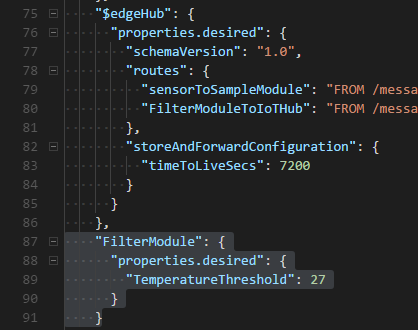 75 "$edgeHub": {
76 "properties.desired": {
77 "schemaVersion": "1.0",
78 "routes": {
79 "sensorToSampleModule": "FROM /messa
80 "FilterModuleToIoTHub": "FROM /messa
81 },
82 "storeAndForwardConfiguration": {
83 "timeToLiveSecs": 7200
84 }
85 }
86 },
87 "FilterModule": {
88 "properties.desired": {
89 "TemperatureThreshold": 27
90 }
91 }